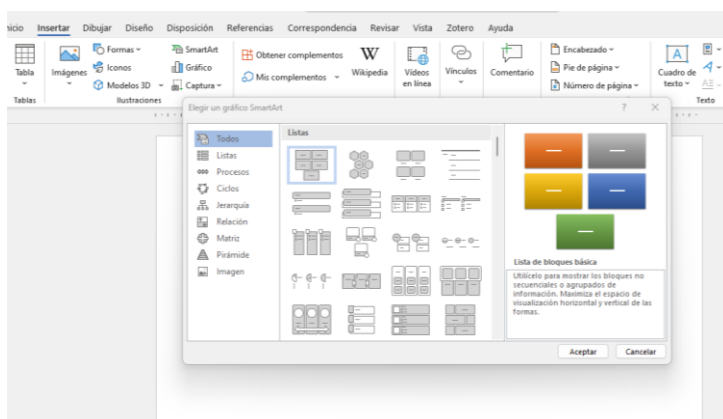 Insertar Dibujar Diseño Disposición Referencias Correspondencia Revisar Vista Zotero Ayuda
Tabla
Tablas
Imágenes
Formas
Iconos
Modelos 3D
SmartArt
Gráfico
Captura
Ilustraciones
Obtener complementos
Mis complementos
Wikipedia
Vídeos
en línea
Vínculos
Comentario
Encabezado
Pie de página
Número de página
Cuadro de
texto
Texto
Elegir un gráfico SmartArt
Todos
Listas
Procesos
Ciclos
Jerarquía
Relación
Matriz
Pirámide
Imagen
Listas
Lista de bloques básica
Utilícelo para mostrar los bloques no
secuenciales o agrupados de
información. Maximiza el espacio de
visualización horizontal y vertical de las
formas.
Aceptar Cancelar